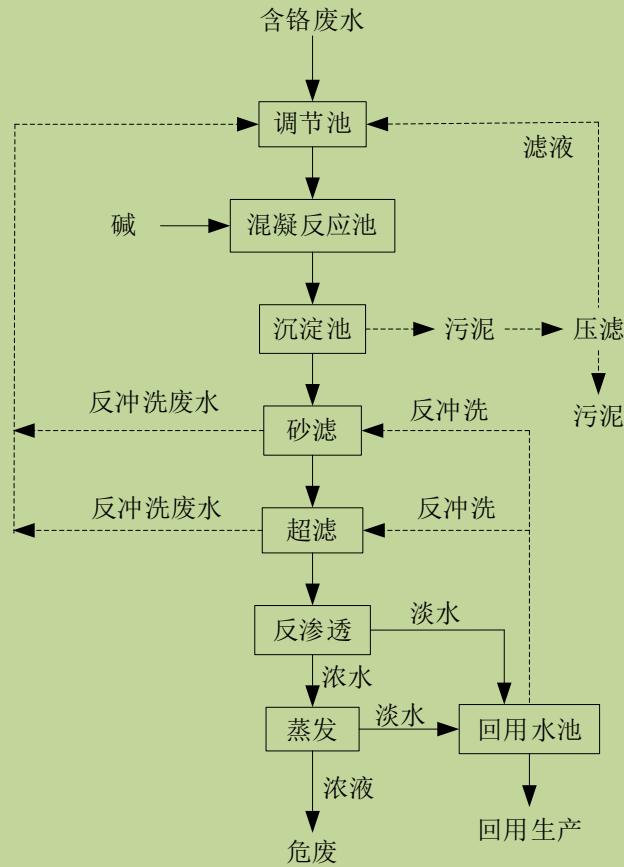 含铬废水
调节池
滤液
碱
混凝反应池
沉淀池
污泥
压滤
反冲洗废水
反冲洗
污泥
砂滤
反冲洗废水
反冲洗
超滤
反渗透
淡水
浓水
蒸发
淡水
回用水池
浓液
危废
回用生产